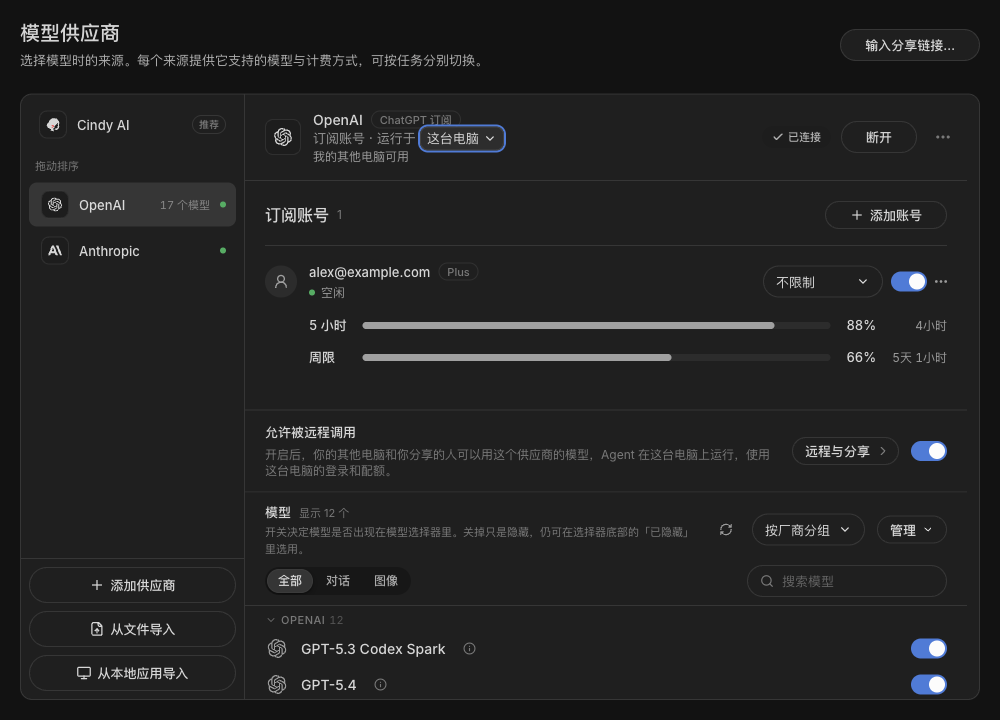 模型供应商
选择模型时的来源。每个来源提供它支持的模型与计费方式，可按任务分别切换。
输入分享链接...
Cindy AI 推荐
拖动排序
OpenAI 17 个模型
Anthropic
添加供应商
从文件导入
从本地应用导入
OpenAI ChatGPT 订阅
订阅账号 · 运行于 这台电脑
我的其他电脑可用
已连接
断开
订阅账号 1
添加账号
alex@example.com Plus
空闲
不限制
5 小时 88% 4小时
周限 66% 5天 1小时
允许被远程调用
开启后，你的其他电脑和你分享的人可以用这个供应商的模型，Agent 在这台电脑上运行，使用
这台电脑的登录和配额。
远程与分享
模型 显示 12 个
开关决定模型是否出现在模型选择器里。关掉只是隐藏，仍可在选择器底部的「已隐藏」
里选用。
按厂商分组
管理
全部 对话 图像
搜索模型
OPENAI 12
GPT-5.3 Codex Spark
GPT-5.4